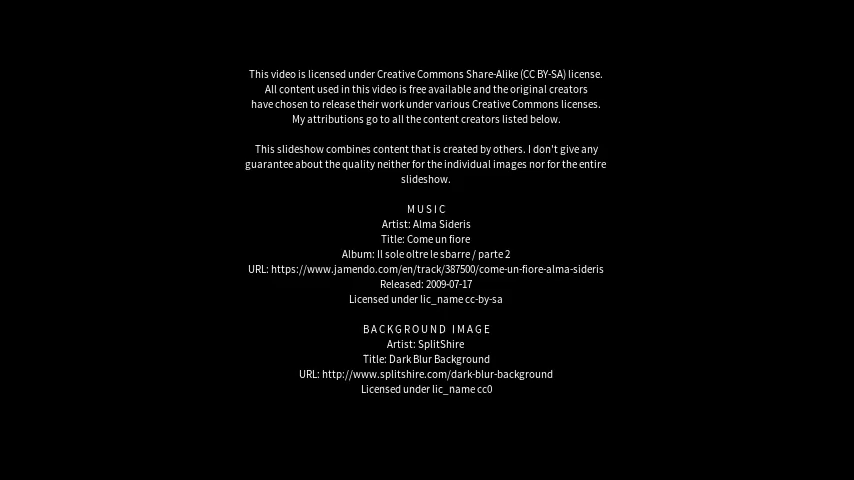 This video is licensed under Creative Commons Share-Alike (CC BY-SA) license.
All content used in this video is free available and the original creators
have chosen to release their work under various Creative Commons licenses.
My attributions go to all the content creators listed below.
This slideshow combines content that is created by others. I don't give any
guarantee about the quality neither for the individual images nor for the entire
slideshow.
MUSIC
Artist: Alma Sideris
Title: Come un fiore
Album: Il sole oltre le sbarre / parte 2
URL: https://www.jamendo.com/en/track/387500/come-un-fiore-alma-sideris
Released: 2009-07-17
Licensed under lic_name cc-by-sa
BACKGROUND IMAGE
Artist: SplitShire
Title: Dark Blur Background
URL: http://www.splitshire.com/dark-blur-background
Licensed under lic_name cc0